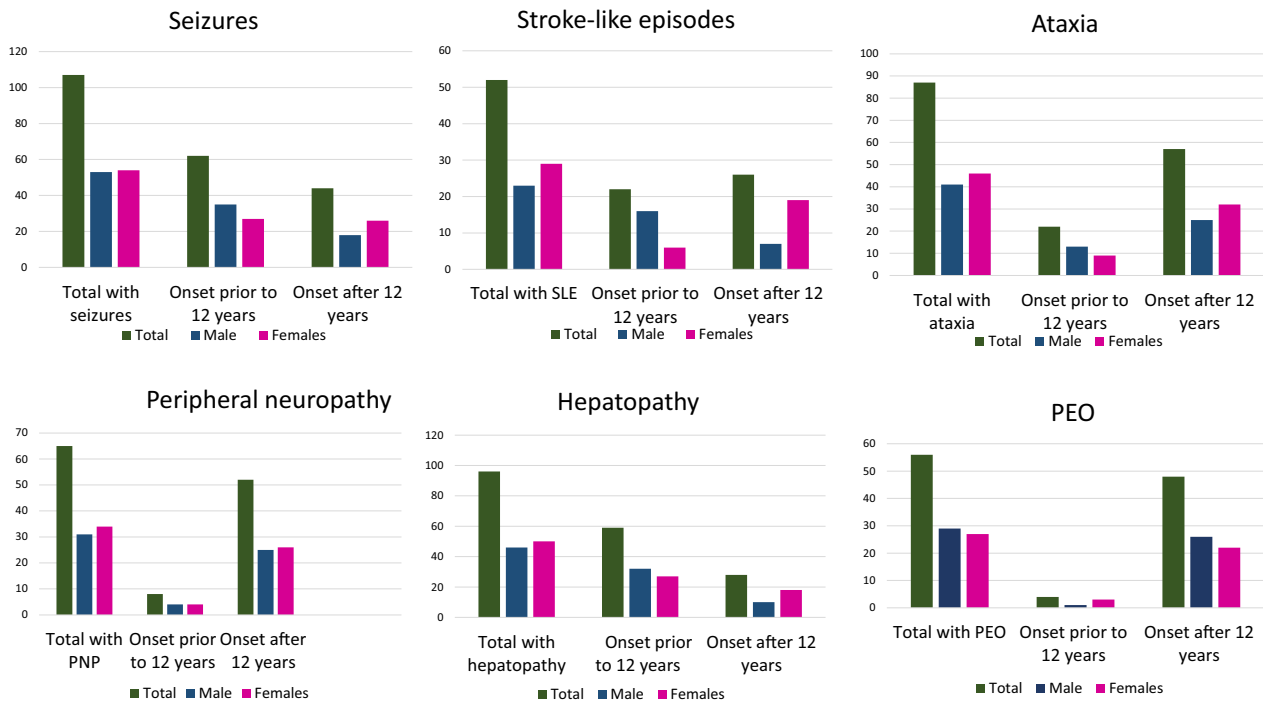 Seizures
120
100
80
60
40
20
0
Total with seizures
Onset prior to 12 years
Onset after 12 years
Total Male Females
Stroke-like episodes
60
50
40
30
20
10
0
Total with SLE
Onset prior to 12 years
Onset after 12 years
Total Male Females
Ataxia
100
90
80
70
60
50
40
30
20
10
0
Total with ataxia
Onset prior to 12 years
Onset after 12 years
Total Male Females
Peripheral neuropathy
70
60
50
40
30
20
10
0
Total with PNP
Onset prior to 12 years
Onset after 12 years
Total Male Females
Hepatopathy
120
100
80
60
40
20
0
Total with hepatopathy
Onset prior to 12 years
Onset after 12 years
Total Male Females
PEO
60
50
40
30
20
10
0
Total with PEO
Onset prior to 12 years
Onset after 12 years
Total Male Females